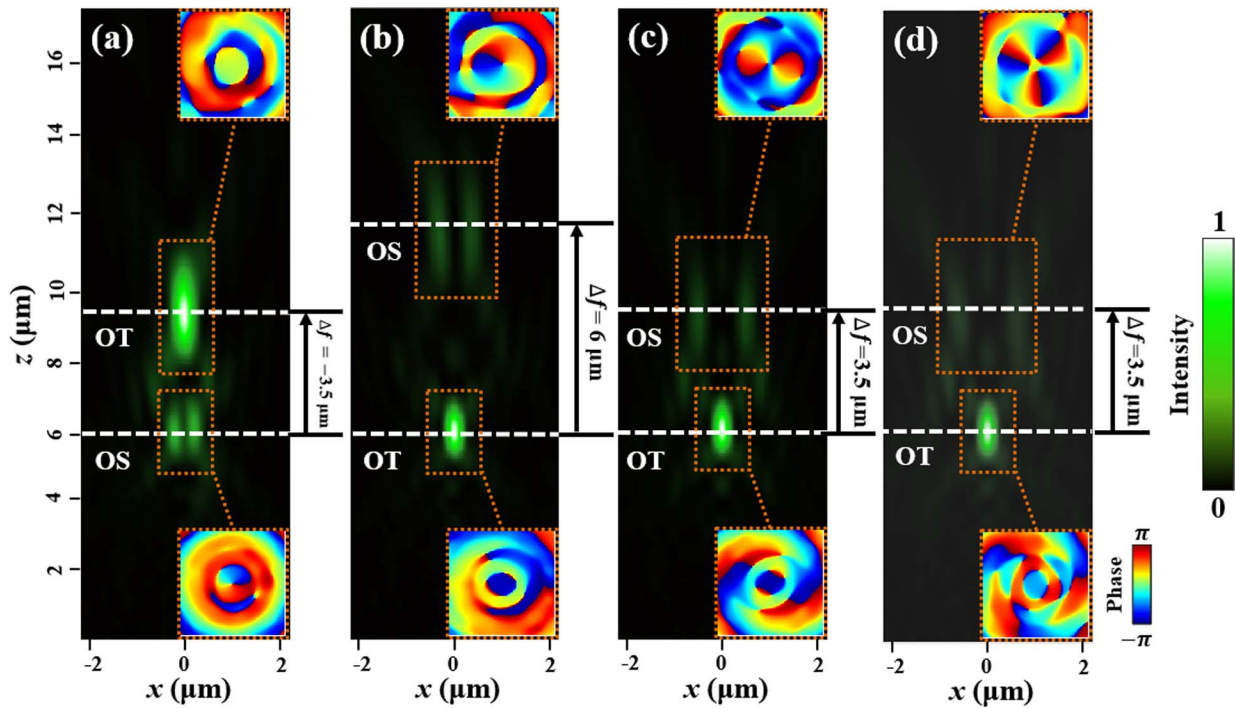 (a)
(b)
(c)
(d)
16
14
12
10
8
6
4
2
z (μm)
OT
OS
Δf = −3.5 μm
OS
OT
Δf= 6 μm
OS
OT
Δf=3.5 μm
OS
OT
Δf=3.5 μm
-2 0 2
-2 0 2
-2 0 2
-2 0 2
x (μm)
x (μm)
x (μm)
x (μm)
1
Intensity
0
Phase
π
−π